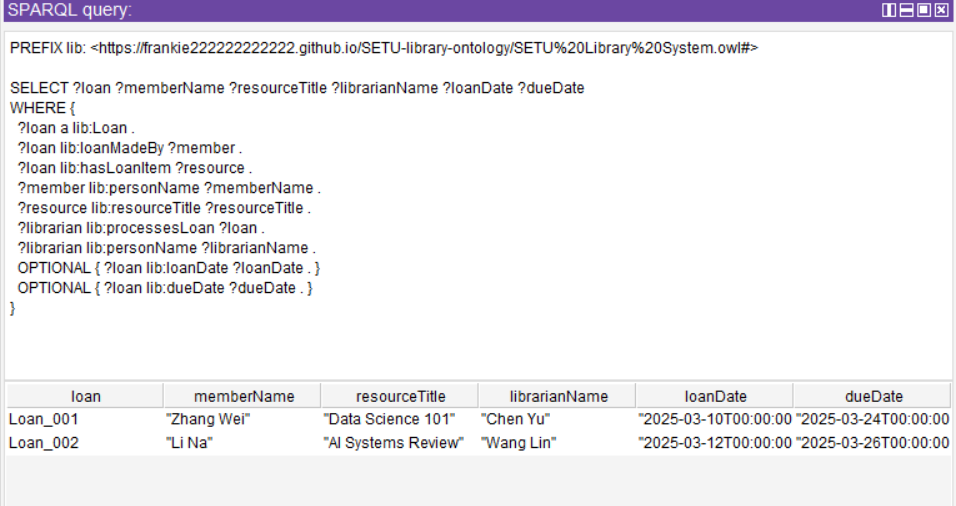 SPARQL query:
PREFIX lib: <https://frankie222222222222.github.io/SETU-library-ontology/SETU%20Library%20System.owl#>
SELECT ?loan ?memberName ?resourceTitle ?librarianName ?loanDate ?dueDate
WHERE {
?loan a lib:Loan .
?loan lib:loanMadeBy ?member .
?loan lib:hasLoanItem ?resource .
?member lib:personName ?memberName .
?resource lib:resourceTitle ?resourceTitle .
?librarian lib:processesLoan ?loan .
?librarian lib:personName ?librarianName .
OPTIONAL { ?loan lib:loanDate ?loanDate . }
OPTIONAL { ?loan lib:dueDate ?dueDate . }
}
loan memberName resourceTitle librarianName loanDate dueDate
Loan_001 "Zhang Wei" "Data Science 101" "Chen Yu" "2025-03-10T00:00:00 "2025-03-24T00:00:00
Loan_002 "Li Na" "AI Systems Review" "Wang Lin" "2025-03-12T00:00:00 "2025-03-26T00:00:00